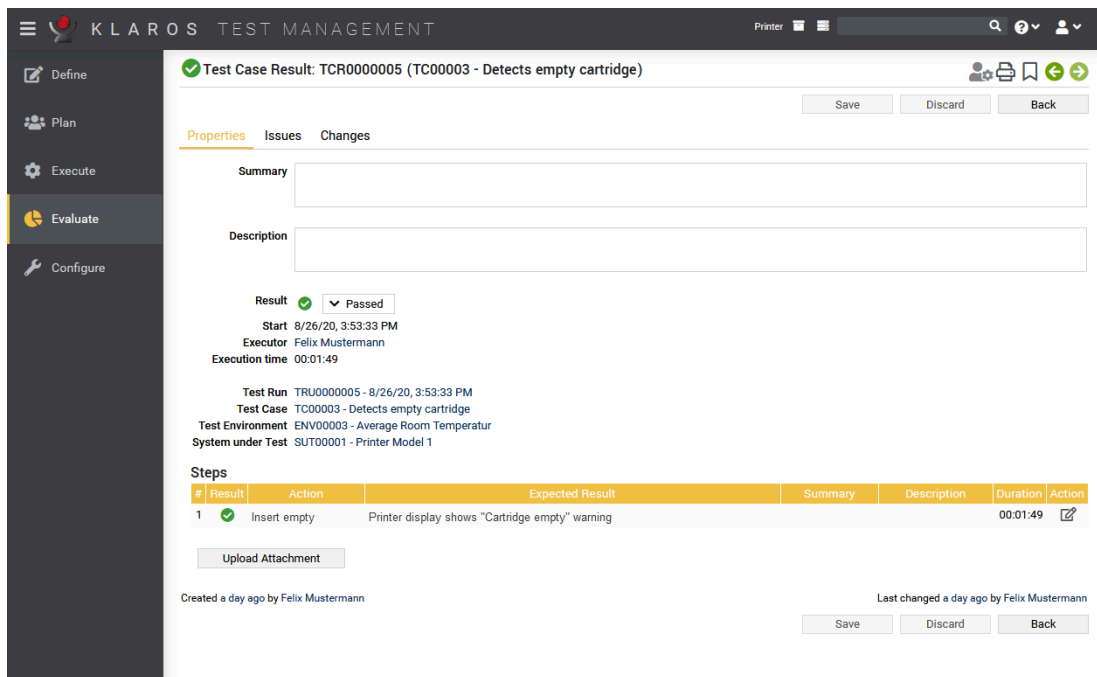 KLAROS TEST MANAGEMENT Printer
Define
Plan
Execute
Evaluate
Configure
Test Case Result: TCR0000005 (TC00003 - Detects empty cartridge)
Save Discard Back
Properties Issues Changes
Summary
Description
Result Passed
Start 8/26/20, 3:53:33 PM
Executor Felix Mustermann
Execution time 00:01:49
Test Run TRU0000005 - 8/26/20, 3:53:33 PM
Test Case TC00003 - Detects empty cartridge
Test Environment ENV00003 - Average Room Temperatur
System under Test SUT00001 - Printer Model 1
Steps
# Result Action Expected Result Summary Description Duration Action
1 Insert empty Printer display shows "Cartridge empty" warning 00:01:49
Upload Attachment
Created a day ago by Felix Mustermann Last changed a day ago by Felix Mustermann
Save Discard Back